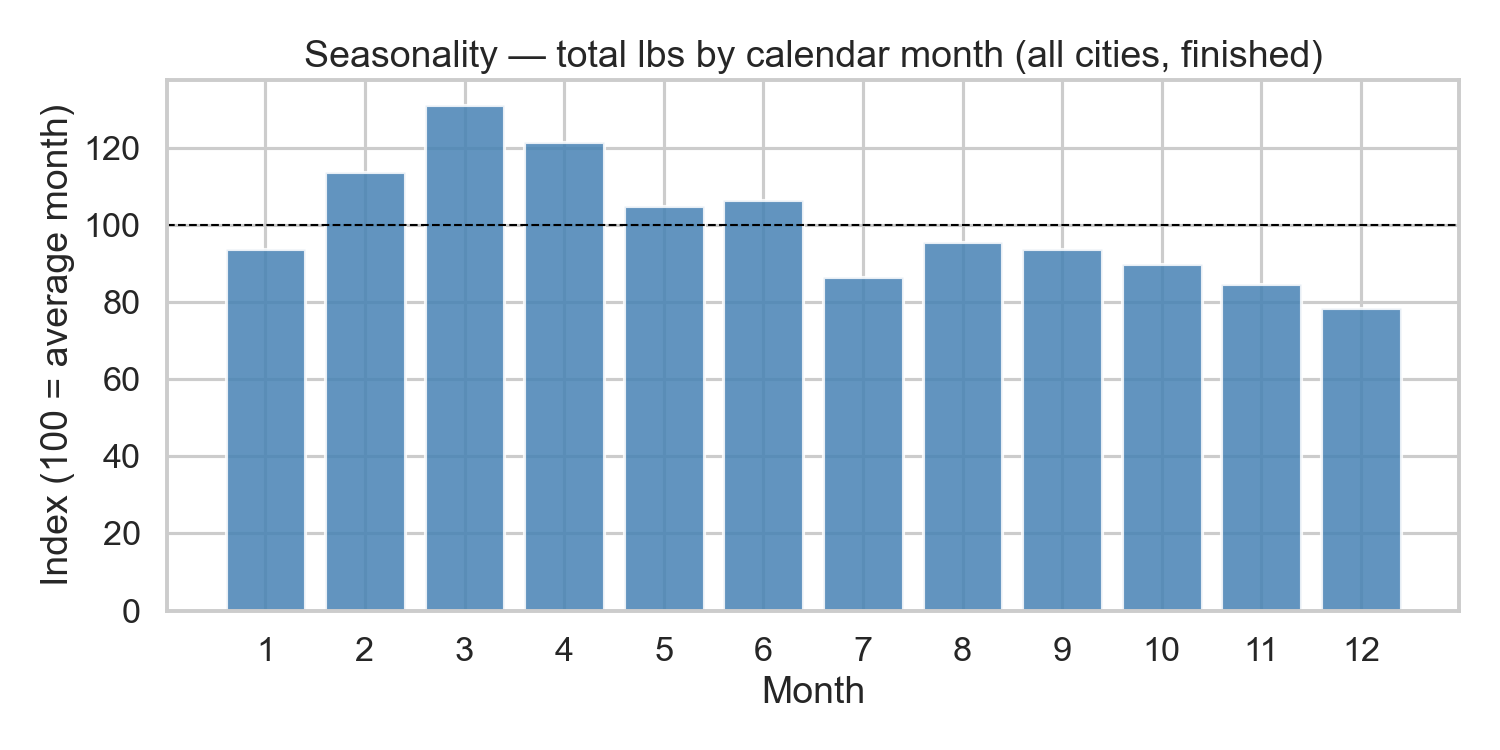 Seasonality — total lbs by calendar month (all cities, finished)
Index (100 = average month)
120
100
80
60
40
20
0
1 2 3 4 5 6 7 8 9 10 11 12
Month